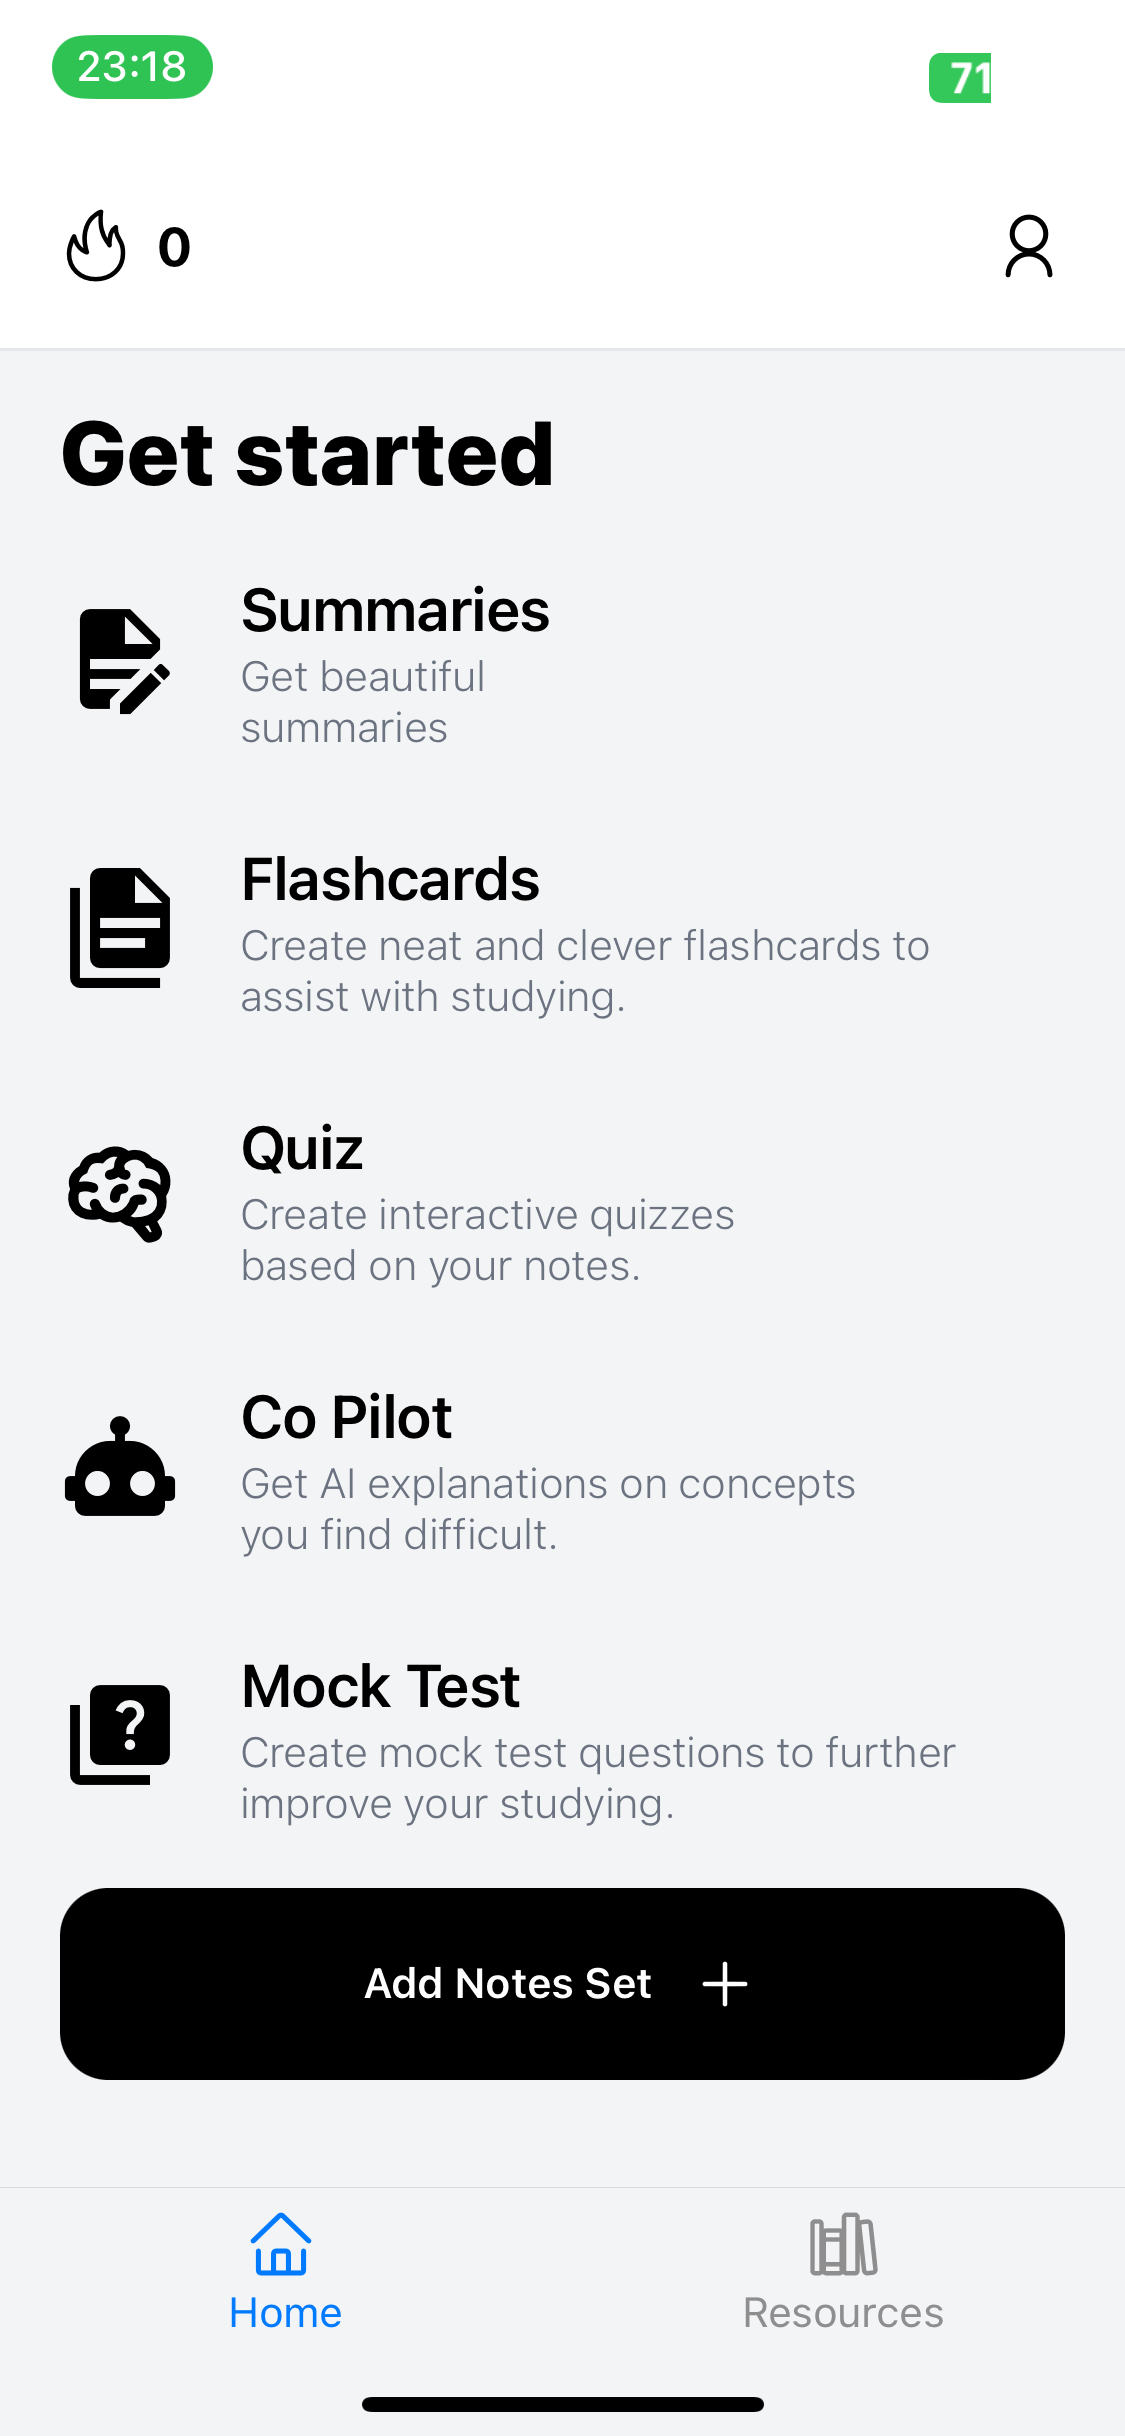 23:18
71
0
Get started
Summaries
Get beautiful
summaries
Flashcards
Create neat and clever flashcards to
assist with studying.
Quiz
Create interactive quizzes
based on your notes.
Co Pilot
Get AI explanations on concepts
you find difficult.
?
Mock Test
Create mock test questions to further
improve your studying.
Add Notes Set +
Home
Resources